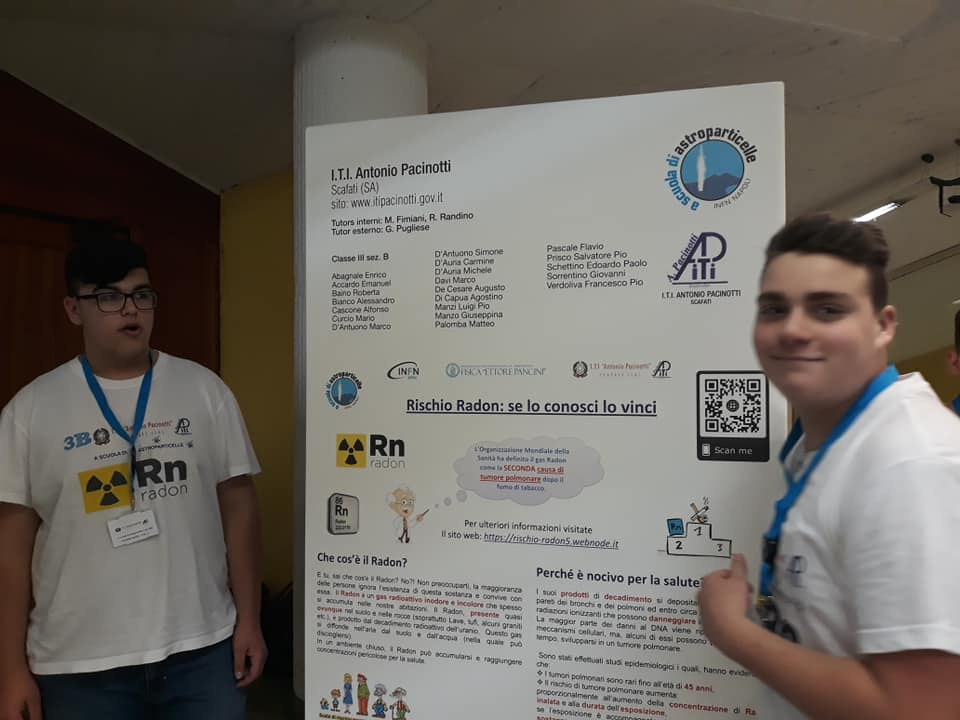 I.T.I. Antonio Pacinotti
Scafati (SA)
sito: www.itipacinotti.gov.it
Tutors interni: M. Fimiani, R. Randino
Tutor esterno: G. Pugliese
Classe III sez. B
Abagnale Enrico
Accardo Emanuel
Baino Roberta
Bianco Alessandro
Cascone Alfonso
Curcio Mario
D'Antuono Marco
D'Antuono Simone
D'Auria Carmine
D'Auria Michele
Davi Marco
De Cesare Augusto
Di Capua Agostino
Manzi Luigi Pio
Manzo Giuseppina
Palomba Matteo
Pascale Flavio
Prisco Salvatore Pio
Schettino Edoardo Paolo
Sorrentino Giovanni
Verdoliva Francesco Pio
a scuola di astroparticelle
INFN NAPOLI
A. Pacinotti
ITI
I.T.I. ANTONIO PACINOTTI
SCAFATI
a scuola di astroparticelle
INFN
FISICA "ETTORE PANCINI"
I.T.I "Antonio Pacinotti"
Rischio Radon: se lo conosci lo vinci
Scan me
Rn
radon
L'Organizzazione Mondiale della
Sanità ha definito il gas Radon
come la SECONDA causa di
tumore polmonare dopo il
fumo di tabacco.
86
Rn
Radon
Per ulteriori informazioni visitate
Il sito web: https://rischio-radon5.webnode.it
Rn
1
2
3
Che cos'è il Radon?
E tu, sai che cos'è il Radon? No?! Non preoccuparti, la maggioranza
delle persone ignora l'esistenza di questa sostanza e convive con
essa. Il Radon è un gas radioattivo inodore e incolore che spesso
si accumula nelle nostre abitazioni. Il Radon, presente quasi
ovunque nel suolo e nelle rocce (soprattutto Lave, tufi, alcuni graniti
etc.), è prodotto dal decadimento radioattivo dell'uranio. Questo gas
si diffonde nell'aria dal suolo e dall'acqua (nella quale può
disciogliersi)
In un ambiente chiuso, il Radon può accumularsi e raggiungere
concentrazioni pericolose per la salute.
Perché è nocivo per la salute
I suoi prodotti di decadimento si deposita
pareti dei bronchi e dei polmoni ed entro circa
radiazioni ionizzanti che possono danneggiare
La maggior parte dei danni al DNA viene rip
meccanismi cellulari, ma, alcuni di essi possono
tempo, svilupparsi in un tumore polmonare.
Sono stati effettuati studi epidemiologici i quali, hanno eviden
che:
I tumori polmonari sono rari fino all'età di 45 anni,
Il rischio di tumore polmonare aumenta:
proporzionalmente all'aumento della concentrazione di Ra
inalata e alla durata dell'esposizione,
3B
"Antonio Pacinotti"
A SCUOLA DI ASTROPARTICELLE
Rn
radon